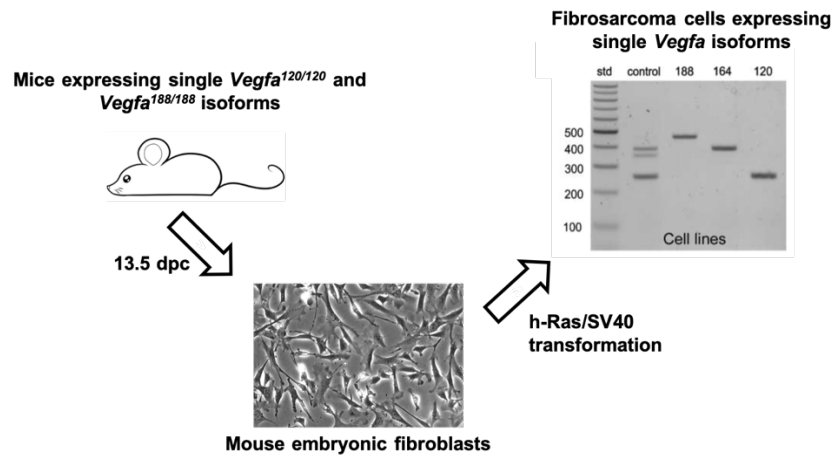 Fibrosarcoma cells expressing
single Vegfa isoforms
Mice expressing single Vegfa120/120 and
Vegfa188/188 isoforms
std control 188 164 120
500
400
300
200
100
Cell lines
13.5 dpc
h-Ras/SV40
transformation
Mouse embryonic fibroblasts